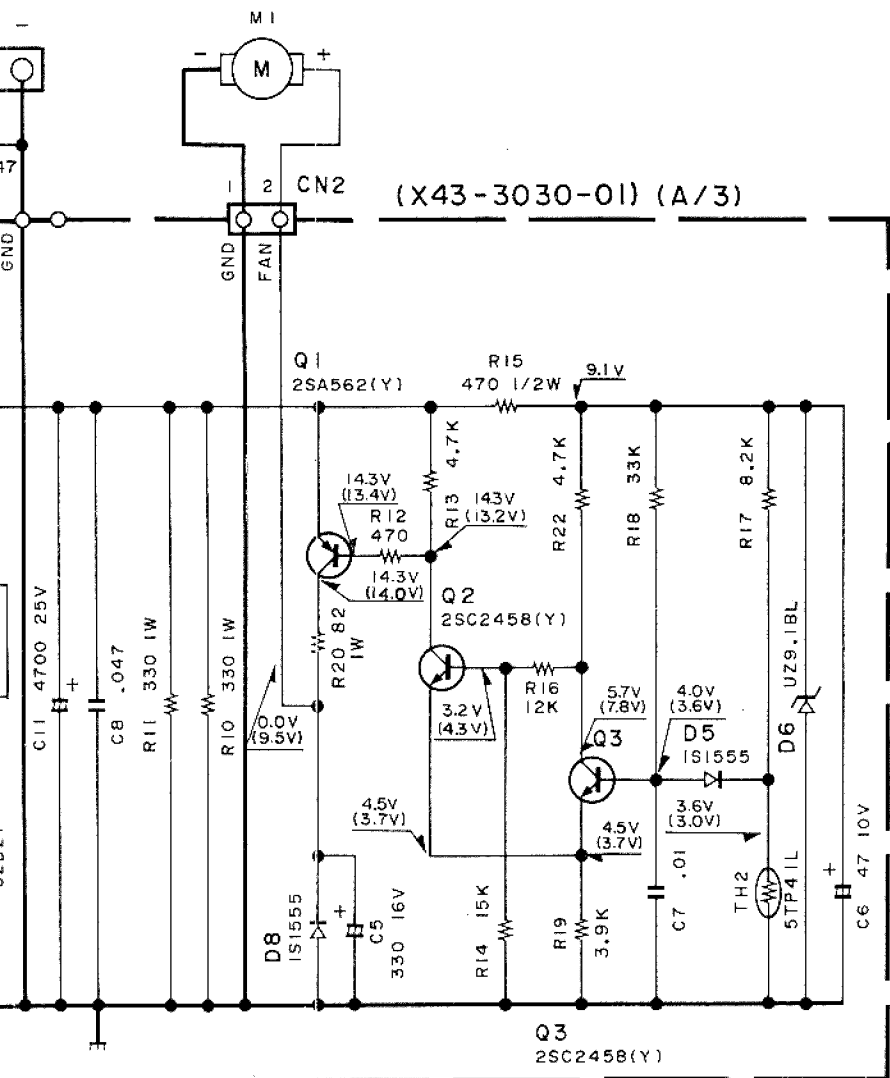 M1
-
-
M
+
47
1
2
CN2
(X43-3030-01) (A/3)
GND
GND
FAN
Q1
2SA562(Y)
R15
470 1/2W
9.1V
4.7K
R13
4.7K
R22
33K
R18
8.2K
R17
14.3V
(13.4V)
R12
470
14.3V
(13.2V)
14.3V
(14.0V)
Q2
2SC2458(Y)
R20 82
1W
C11 4700 25V
+
C8 .047
R11 330 1W
R10 330 1W
0.0V
(9.5V)
3.2V
(4.3V)
R16
12K
5.7V
(7.8V)
Q3
4.0V
(3.6V)
D5
1S1555
D6 UZ9.1BL
3.6V
(3.0V)
4.5V
(3.7V)
4.5V
(3.7V)
D8
1S1555
+
C5
330 16V
R14 15K
R19
3.9K
C7 .01
TH2
5TP41L
+
C6 47 10V
Q3
2SC2458(Y)